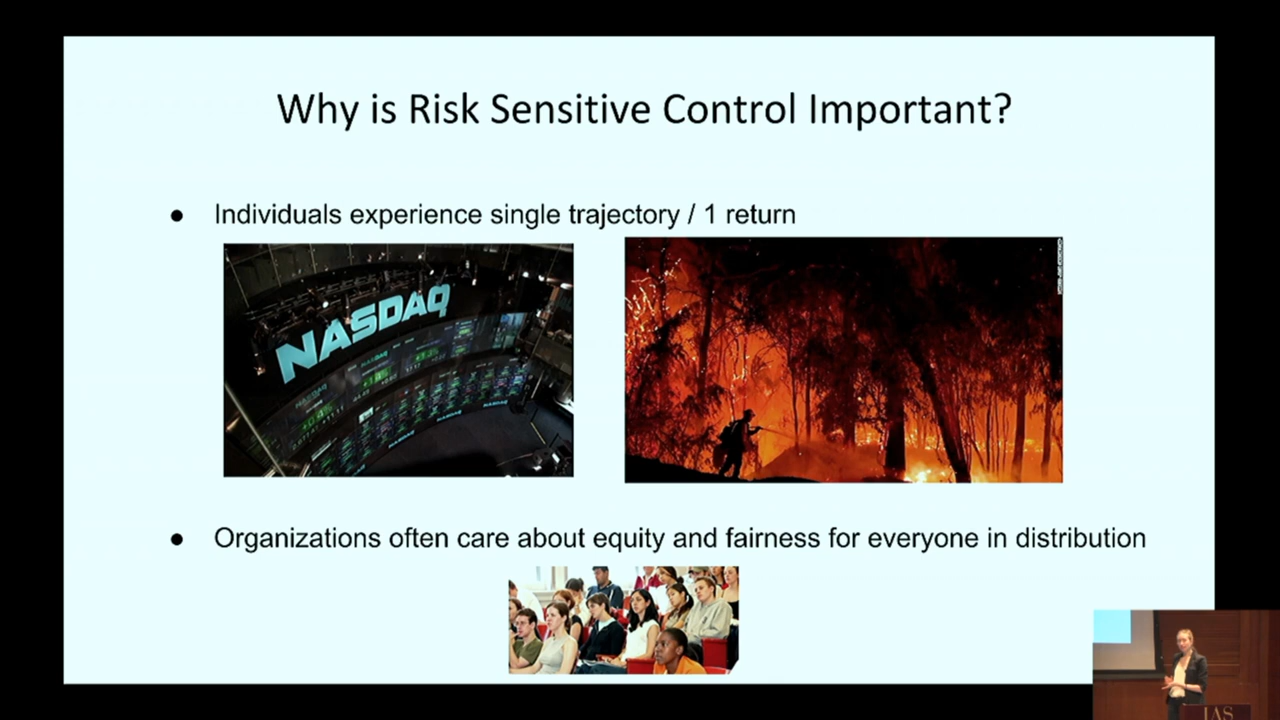 Why is Risk Sensitive Control Important?
● Individuals experience single trajectory / 1 return
NASDAQ
● Organizations often care about equity and fairness for everyone in distribution
IAS